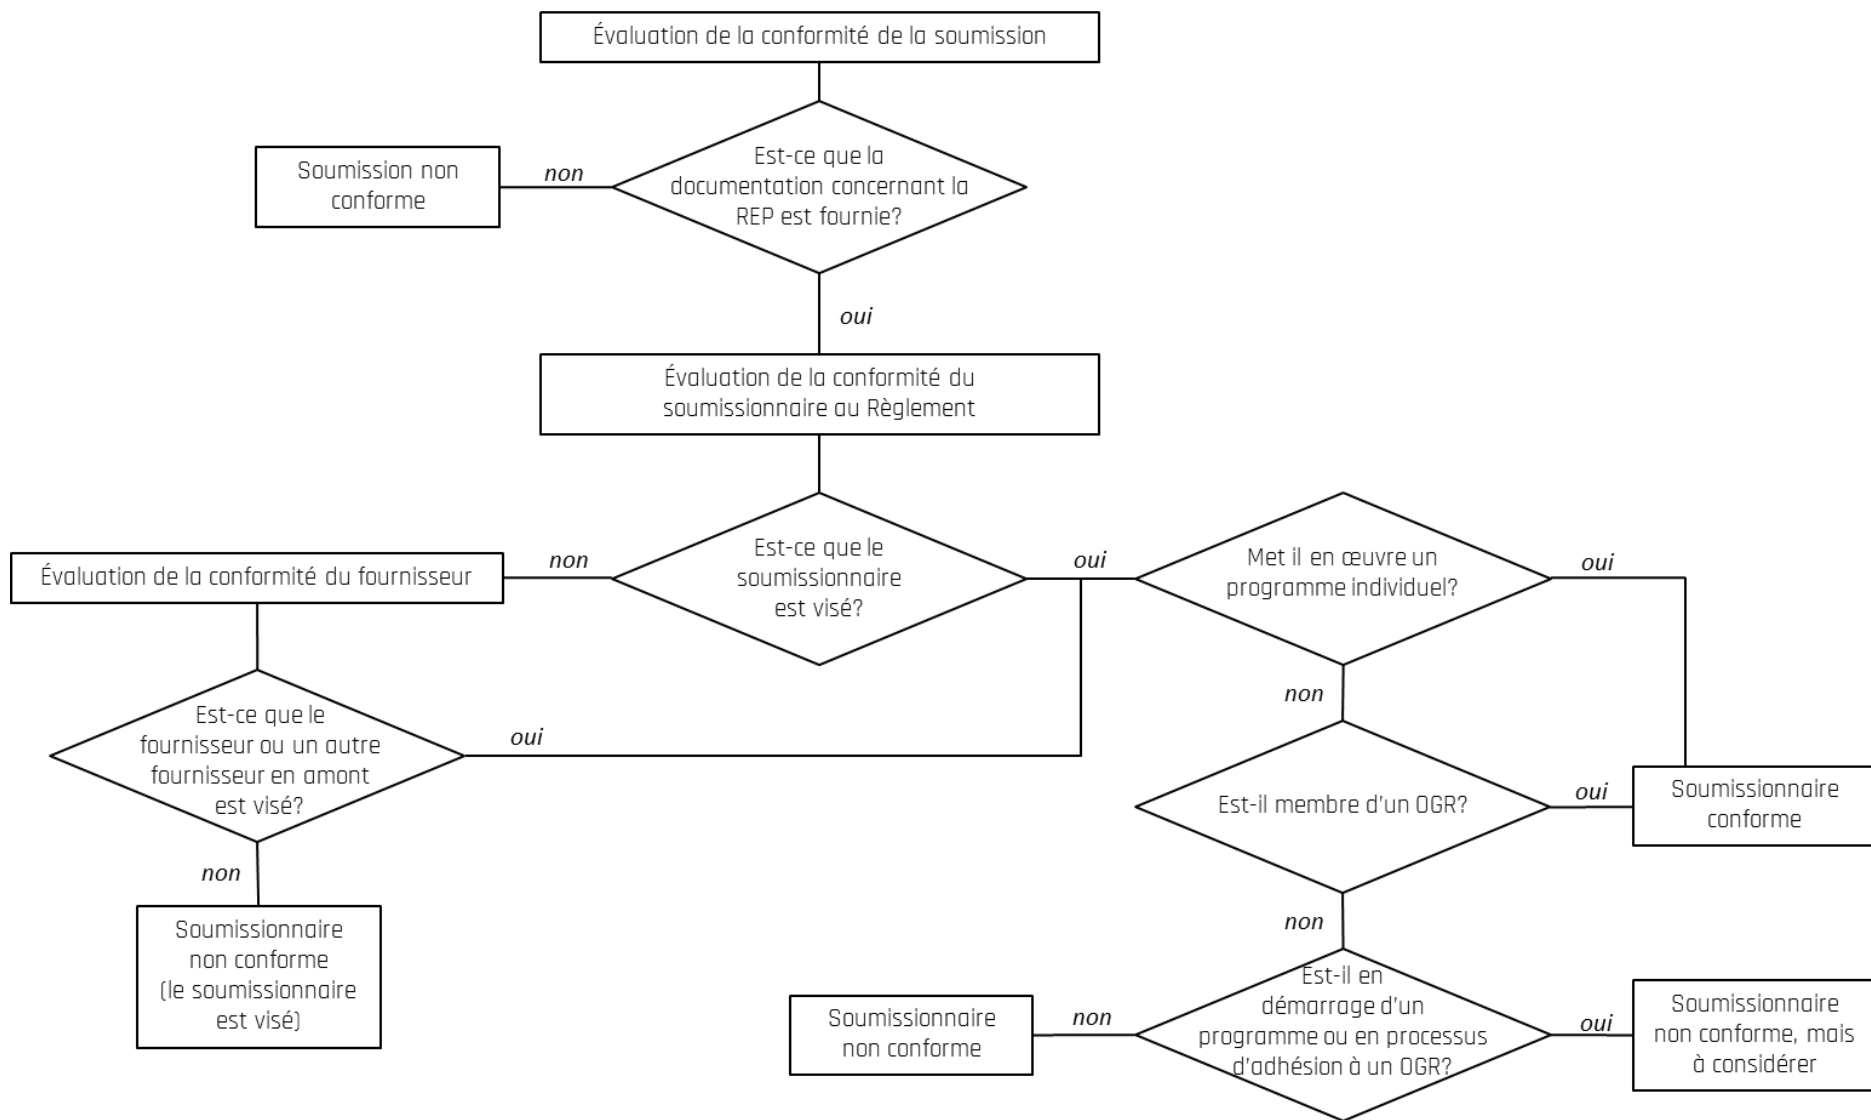 Évaluation de la conformité de la soumission
Est-ce que la
documentation concernant la
REP est fournie?
non
Soumission non
conforme
oui
Évaluation de la conformité du
soumissionnaire au Règlement
Est-ce que le
soumissionnaire
est visé?
non
Évaluation de la conformité du fournisseur
oui
Met il en œuvre un
programme individuel?
oui
non
Est-ce que le
fournisseur ou un autre
fournisseur en amont
est visé?
oui
non
Soumissionnaire
non conforme
(le soumissionnaire
est visé)
Est-il membre d'un OGR?
oui
Soumissionnaire
conforme
non
Est-il en
démarrage d'un
programme ou en processus
d'adhésion à un OGR?
non
Soumissionnaire
non conforme
oui
Soumissionnaire
non conforme, mais
à considérer